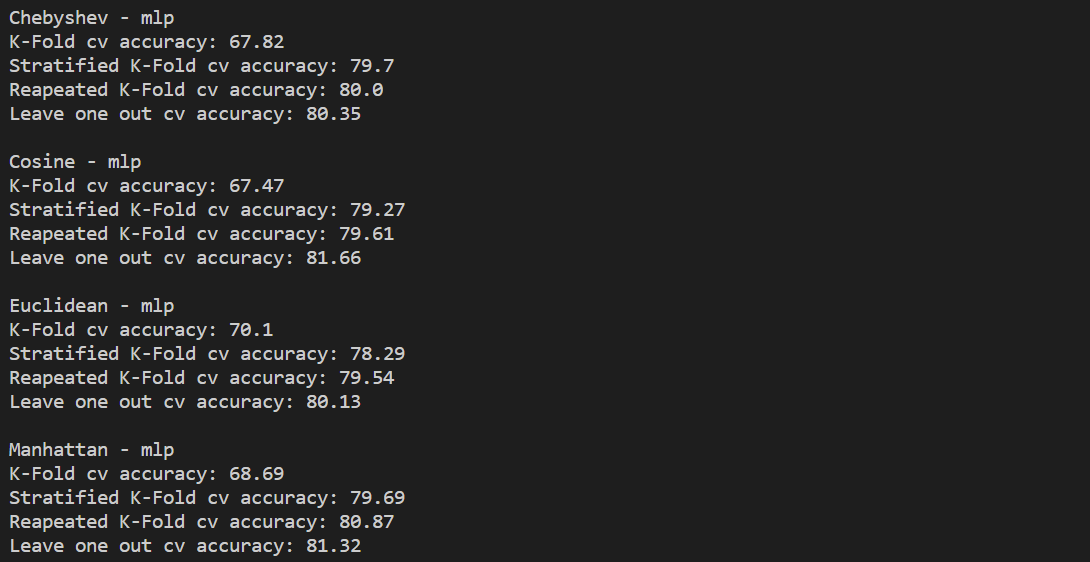 Chebyshev - mlp
K-Fold cv accuracy: 67.82
Stratified K-Fold cv accuracy: 79.7
Reapeated K-Fold cv accuracy: 80.0
Leave one out cv accuracy: 80.35
Cosine - mlp
K-Fold cv accuracy: 67.47
Stratified K-Fold cv accuracy: 79.27
Reapeated K-Fold cv accuracy: 79.61
Leave one out cv accuracy: 81.66
Euclidean - mlp
K-Fold cv accuracy: 70.1
Stratified K-Fold cv accuracy: 78.29
Reapeated K-Fold cv accuracy: 79.54
Leave one out cv accuracy: 80.13
Manhattan - mlp
K-Fold cv accuracy: 68.69
Stratified K-Fold cv accuracy: 79.69
Reapeated K-Fold cv accuracy: 80.87
Leave one out cv accuracy: 81.32